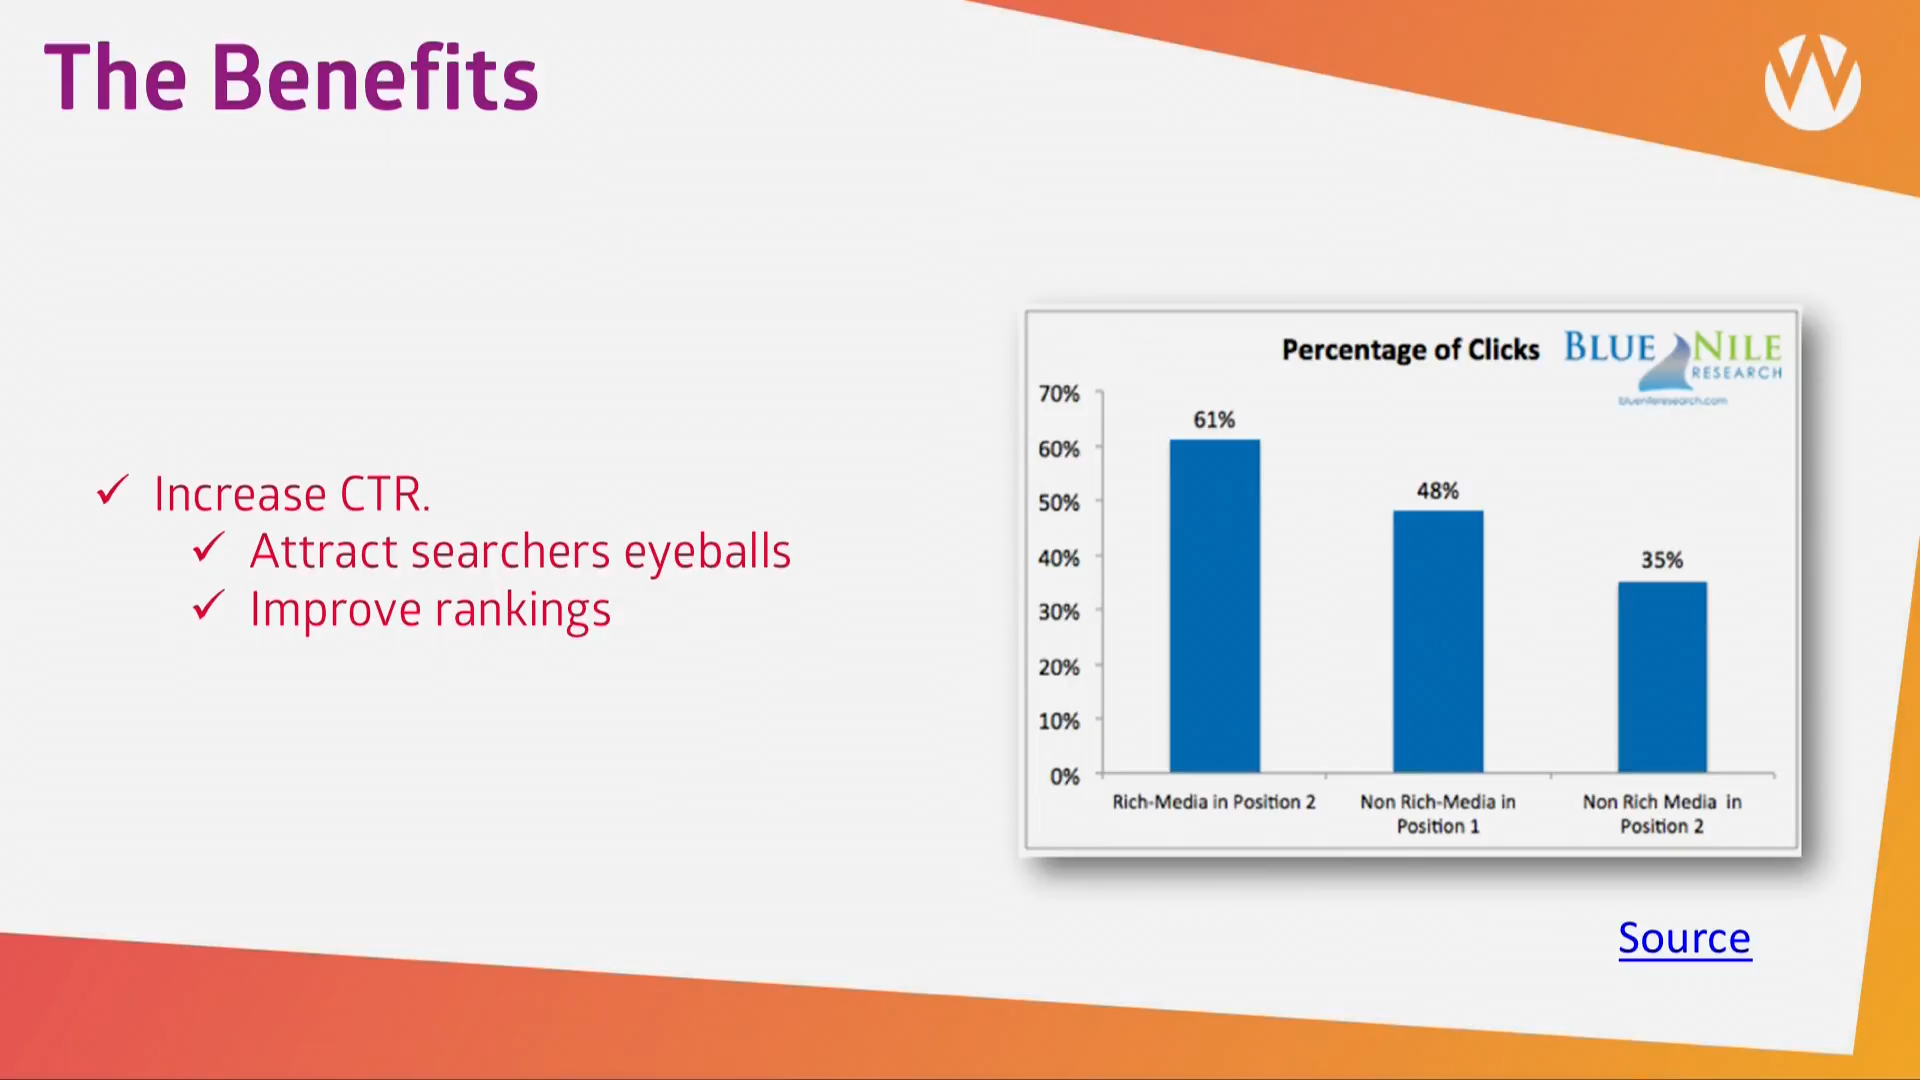 The Benefits
✓ Increase CTR.
✓ Attract searchers eyeballs
✓ Improve rankings
Percentage of Clicks
BLUE NILE
RESEARCH
bluenileresearch.com
70%
60%
50%
40%
30%
20%
10%
0%
61%
48%
35%
Rich-Media in Position 2
Non Rich-Media in
Position 1
Non Rich Media in
Position 2
Source